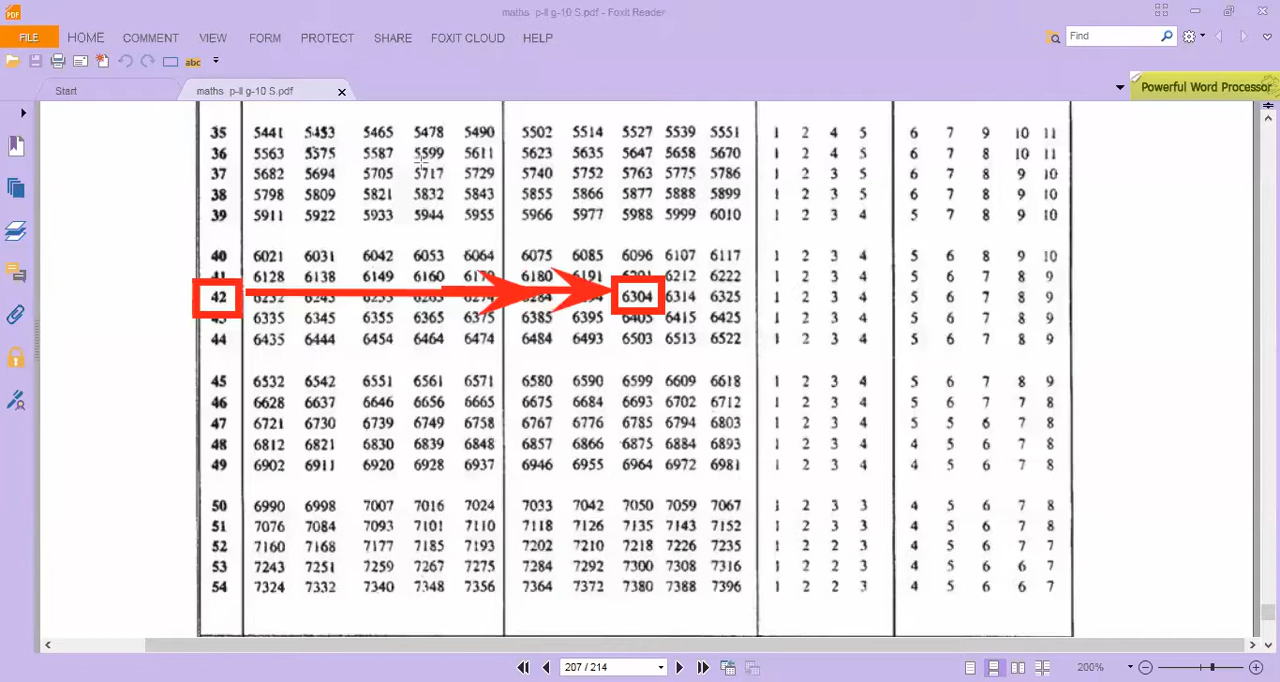 maths p-ll g-10 S.pdf - Foxit Reader
PDF
FILE HOME COMMENT VIEW FORM PROTECT SHARE FOXIT CLOUD HELP Find
abc
Start maths p-ll g-10 S.pdf Powerful Word Processor
35 5441 5453 5465 5478 5490 5502 5514 5527 5539 5551 1 2 4 5 6 7 9 10 11
36 5563 5575 5587 5599 5611 5623 5635 5647 5658 5670 1 2 4 5 6 7 8 10 11
37 5682 5694 5705 5717 5729 5740 5752 5763 5775 5786 1 2 3 5 6 7 8 9 10
38 5798 5809 5821 5832 5843 5855 5866 5877 5888 5899 1 2 3 5 6 7 8 9 10
39 5911 5922 5933 5944 5955 5966 5977 5988 5999 6010 1 2 3 4 5 7 8 9 10
40 6021 6031 6042 6053 6064 6075 6085 6096 6107 6117 1 2 3 4 5 6 8 9 10
41 6128 6138 6149 6160 6180 6191 6201 6212 6222 1 2 3 4 5 6 7 8 9
42 6304 6314 6325 1 2 3 4 5 6 7 8 9
43 6335 6345 6355 6365 6375 6385 6395 6405 6415 6425 1 2 3 4 5 6 7 8 9
44 6435 6444 6454 6464 6474 6484 6493 6503 6513 6522 1 2 3 4 5 6 7 8 9
45 6532 6542 6551 6561 6571 6580 6590 6599 6609 6618 1 2 3 4 5 6 7 8 9
46 6628 6637 6646 6656 6665 6675 6684 6693 6702 6712 1 2 3 4 5 6 7 7 8
47 6721 6730 6739 6749 6758 6767 6776 6785 6794 6803 1 2 3 4 5 5 6 7 8
48 6812 6821 6830 6839 6848 6857 6866 6875 6884 6893 1 2 3 4 4 5 6 7 8
49 6902 6911 6920 6928 6937 6946 6955 6964 6972 6981 1 2 3 4 4 5 6 7 8
50 6990 6998 7007 7016 7024 7033 7042 7050 7059 7067 1 2 3 3 4 5 6 7 8
51 7076 7084 7093 7101 7110 7118 7126 7135 7143 7152 1 2 3 3 4 5 6 7 8
52 7160 7168 7177 7185 7193 7202 7210 7218 7226 7235 1 2 2 3 4 5 6 7 7
53 7243 7251 7259 7267 7275 7284 7292 7300 7308 7316 1 2 2 3 4 5 6 6 7
54 7324 7332 7340 7348 7356 7364 7372 7380 7388 7396 1 2 2 3 4 5 6 6 7
207 / 214 200%